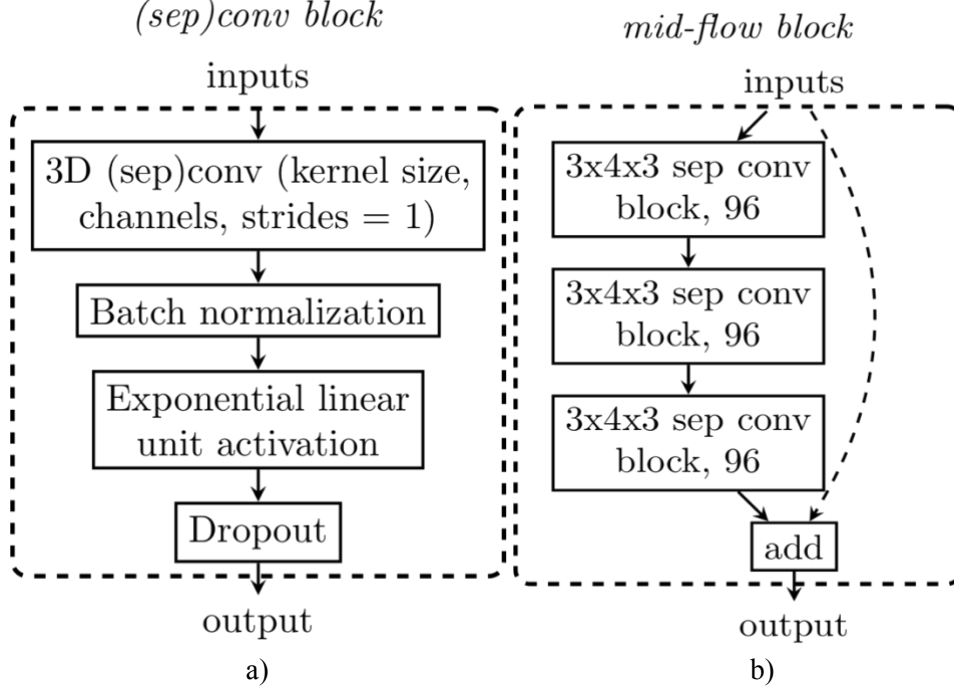 (sep)conv block
inputs
3D (sep)conv (kernel size,
channels, strides = 1)
Batch normalization
Exponential linear
unit activation
Dropout
output
a)
mid-flow block
inputs
3x4x3 sep conv
block, 96
3x4x3 sep conv
block, 96
3x4x3 sep conv
block, 96
add
output
b)